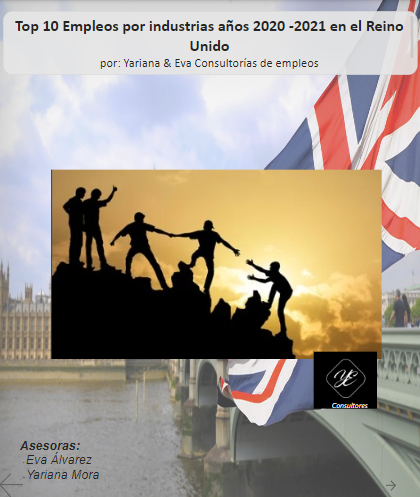 Top 10 Empleos por industrias años 2020 -2021 en el Reino
Unido
por: Yariana & Eva Consultorías de empleos
Consultores
Asesoras:
Eva Álvarez
Yariana Mora